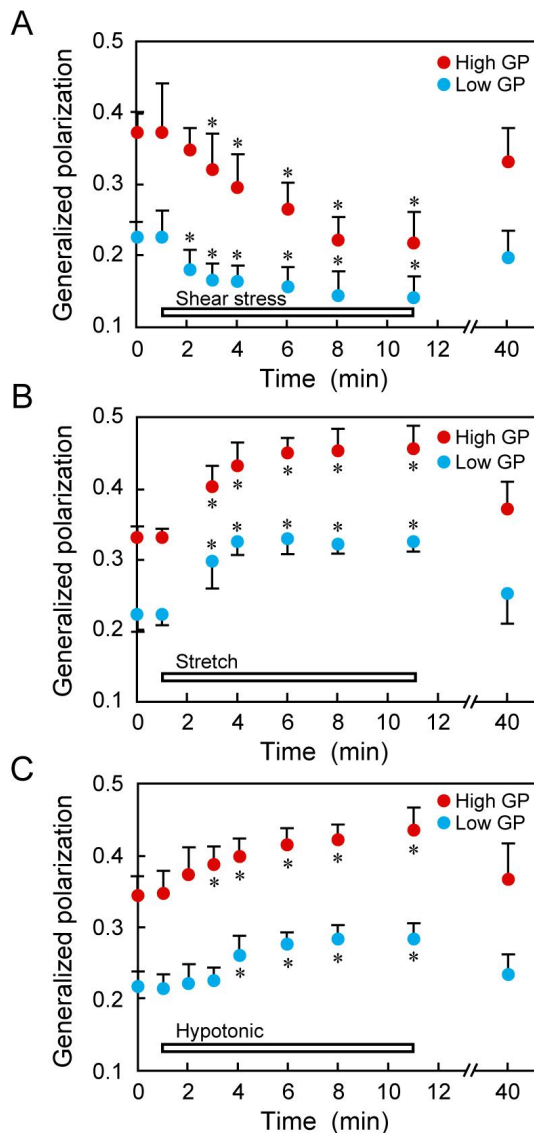 A
0.5
High GP
Low GP
0.4
* *
0.3
* * *
* * * * * *
0.2
Shear stress
0.1
0 2 4 6 8 10 12 40
Time (min)
Generalized polarization
B
0.5
High GP
Low GP
0.4
* * * * *
0.3
* * * * *
0.2
Stretch
0.1
0 2 4 6 8 10 12 40
Time (min)
Generalized polarization
C
0.5
High GP
Low GP
0.4
* * * * *
0.3
* * * *
0.2
Hypotonic
0.1
0 2 4 6 8 10 12 40
Time (min)
Generalized polarization